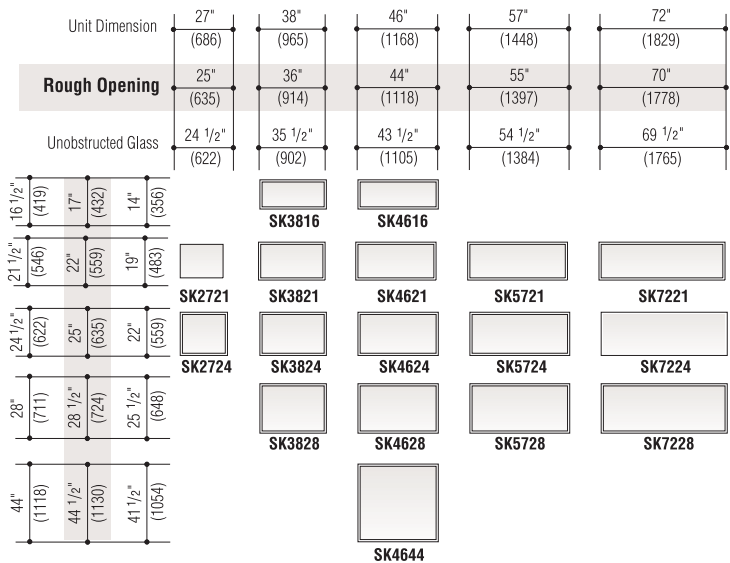 Unit Dimension 27" 38" 46" 57" 72"
(686) (965) (1168) (1448) (1829)
Rough Opening 25" 36" 44" 55" 70"
(635) (914) (1118) (1397) (1778)
Unobstructed Glass 24 1/2" 35 1/2" 43 1/2" 54 1/2" 69 1/2"
(622) (902) (1105) (1384) (1765)
16 1/2" (419) 17" (432) 14" (356)
SK3816 SK4616
21 1/2" (546) 22" (559) 19" (483)
SK2721 SK3821 SK4621 SK5721 SK7221
24 1/2" (622) 25" (635) 22" (559)
SK2724 SK3824 SK4624 SK5724 SK7224
28" (711) 28 1/2" (724) 25 1/2" (648)
SK3828 SK4628 SK5728 SK7228
44" (1118) 44 1/2" (1130) 41 1/2" (1054)
SK4644